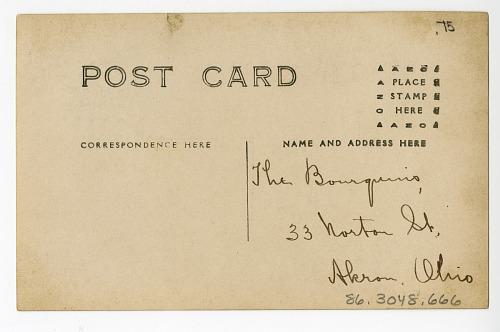 .75
POST CARD
AZO
PLACE
STAMP
HERE
AZO
CORRESPONDENCE HERE
NAME AND ADDRESS HERE
The Bourquins,
33 Norton St,
Akron, Ohio
86.3048.666